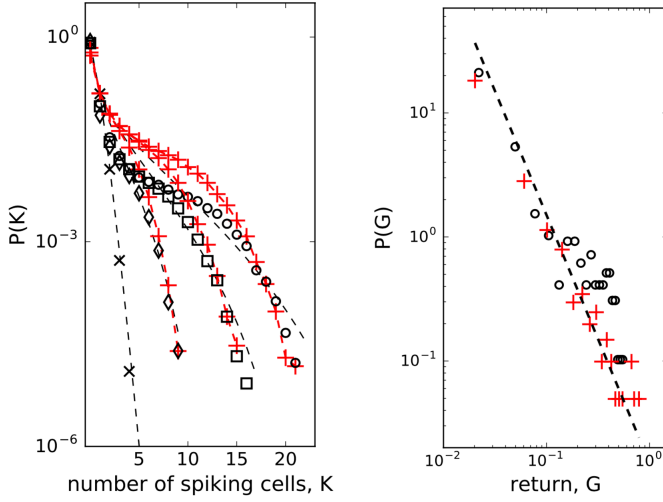 P(K)
10⁰
10⁻³
10⁻⁶
5 10 15 20
number of spiking cells, K
P(G)
10¹
10⁰
10⁻¹
10⁻² 10⁻¹ 10⁰
return, G